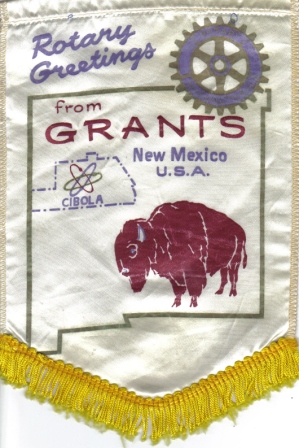 Rotary
Greetings
from
GRANTS
New Mexico
U.S.A.
CIBOLA